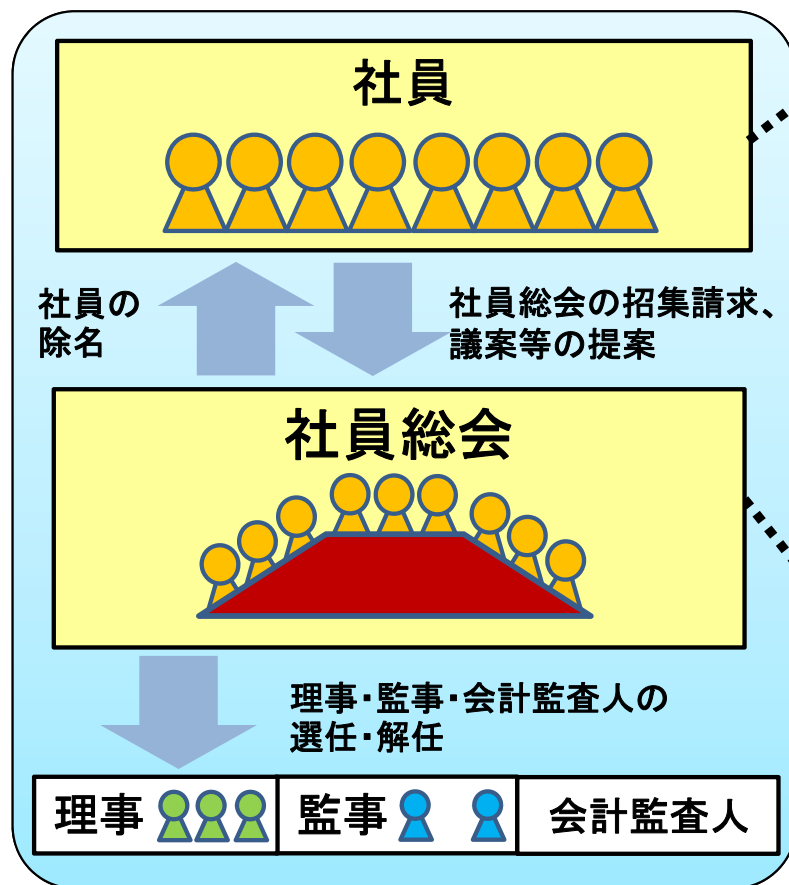 社員
社員の
除名
社員総会の招集請求、
議案等の提案
社員総会
理事・監事・会計監査人の
選任・解任
理事
監事
会計監査人